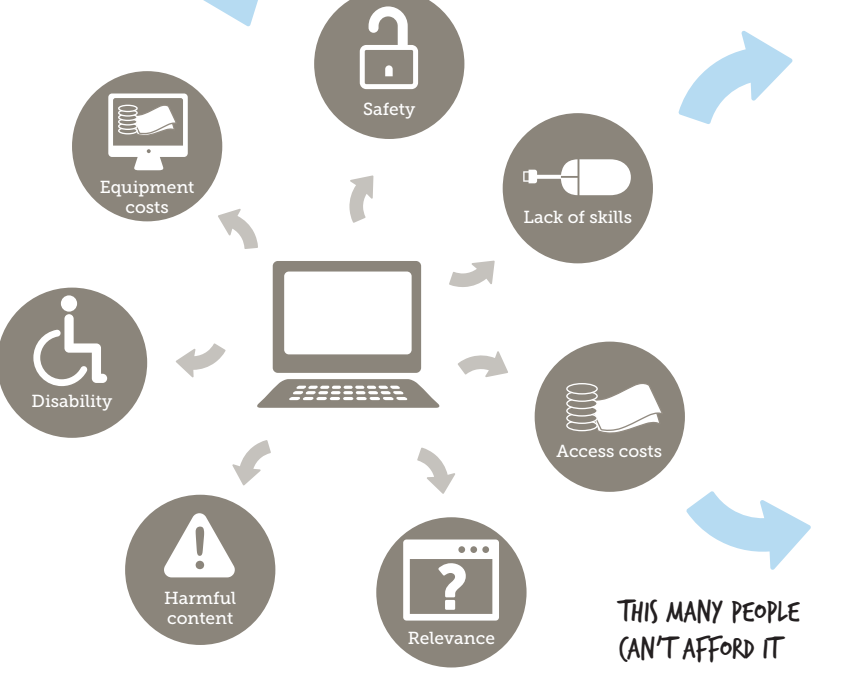 Safety
Equipment
costs
Lack of skills
Disability
Access costs
Harmful
content
Relevance
THIS MANY PEOPLE
CAN'T AFFORD IT